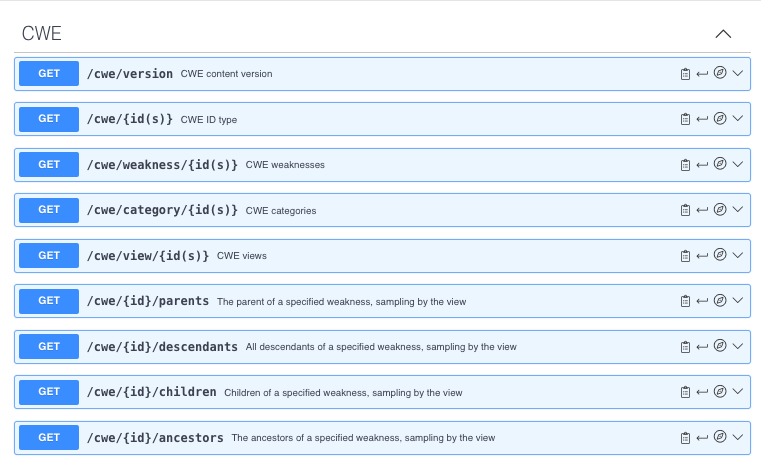 CWE
GET /cwe/version CWE content version
GET /cwe/{id(s)} CWE ID type
GET /cwe/weakness/{id(s)} CWE weaknesses
GET /cwe/category/{id(s)} CWE categories
GET /cwe/view/{id(s)} CWE views
GET /cwe/{id}/parents The parent of a specified weakness, sampling by the view
GET /cwe/{id}/descendants All descendants of a specified weakness, sampling by the view
GET /cwe/{id}/children Children of a specified weakness, sampling by the view
GET /cwe/{id}/ancestors The ancestors of a specified weakness, sampling by the view